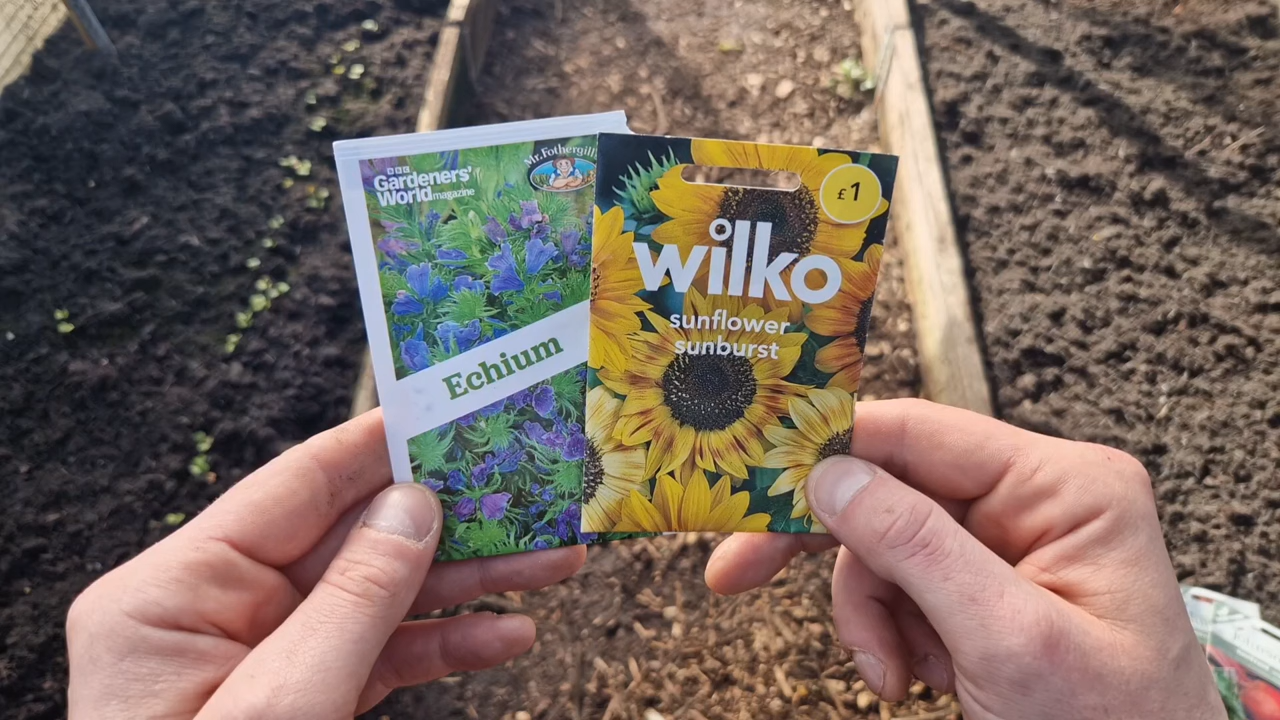 BBC
Gardeners'
World magazine
Mr. Fothergill
Echium
£1
wilko
sunflower
sunburst